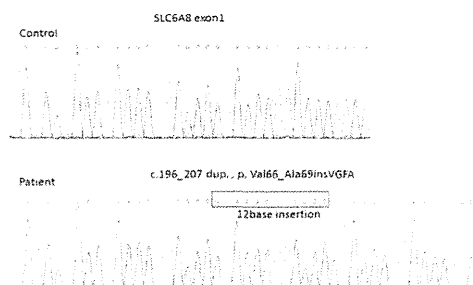 SLC6A8 exon1
Control
c.196_207 dup, , p, Val66_Ala69insVGFA
Patient
12base insertion